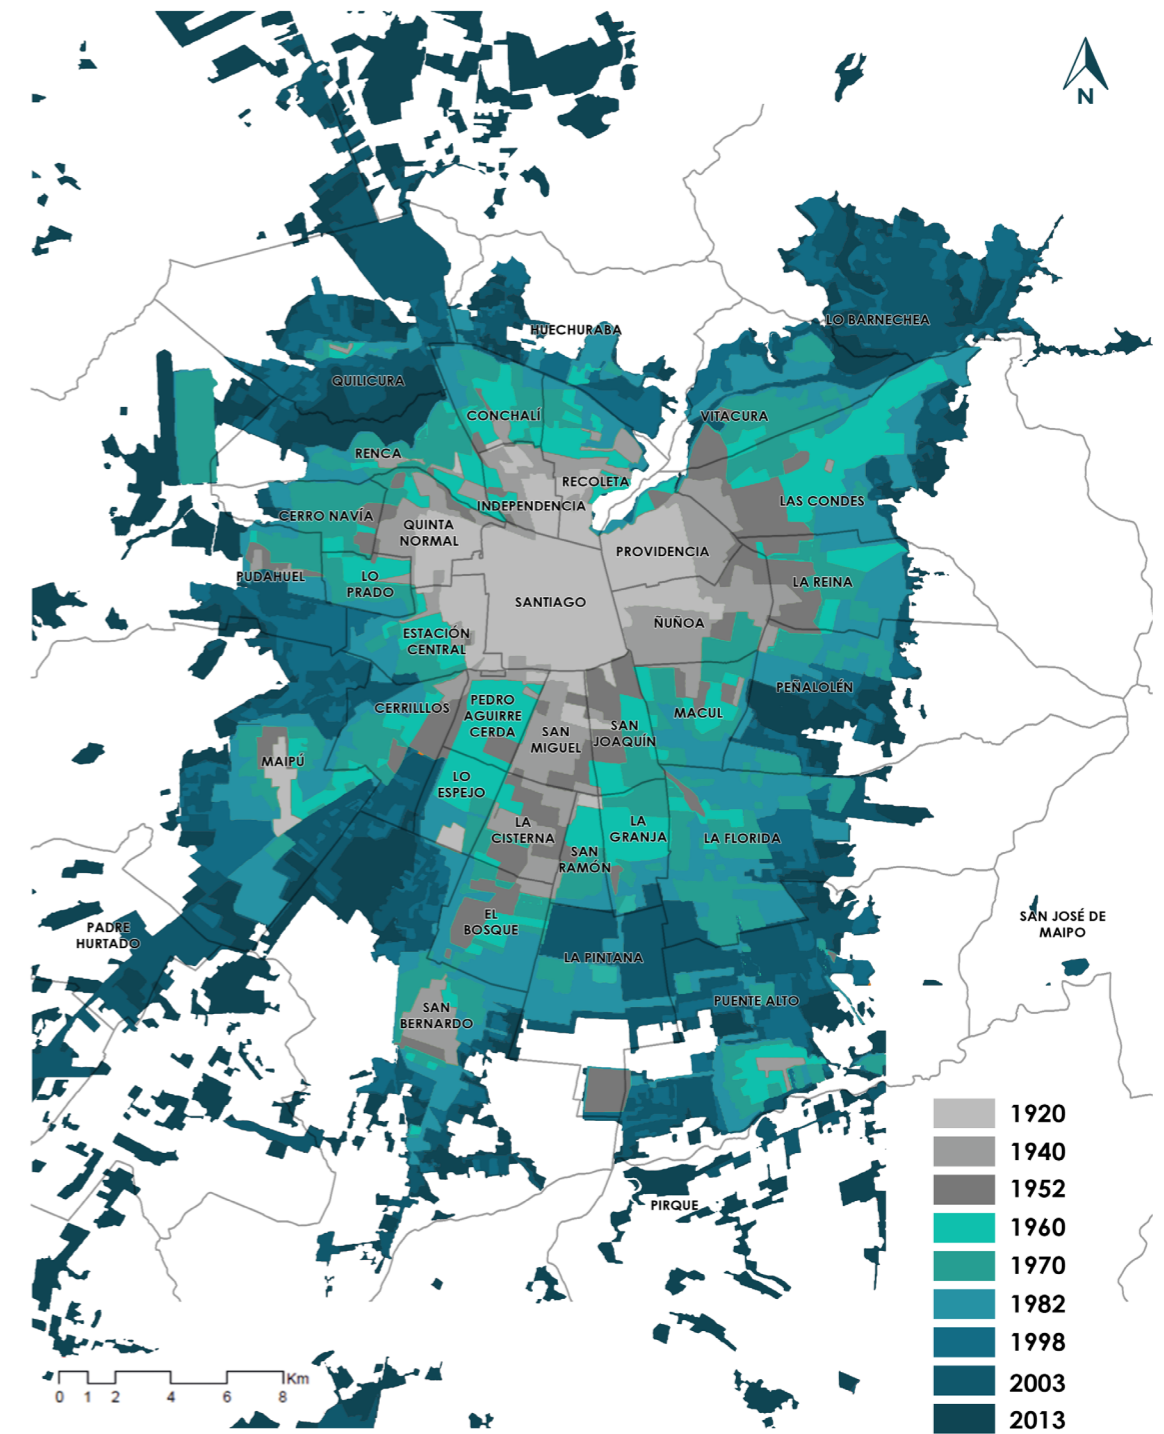 N
LO BARNECHEA
HUECHURABA
QUILICURA
CONCHALÍ
VITACURA
RENCA
RECOLETA
LAS CONDES
INDEPENDENCIA
CERRO NAVÍA
QUINTA
NORMAL
PROVIDENCIA
PUDAHUEL
LO
PRADO
LA REINA
SANTIAGO
ÑUÑOA
ESTACIÓN
CENTRAL
PEÑALOLÉN
CERRILLLOS
PEDRO
AGUIRRE
CERDA
MACUL
SAN
MIGUEL
SAN
JOAQUÍN
MAIPÚ
LO
ESPEJO
LA
CISTERNA
LA
GRANJA
LA FLORIDA
SAN
RAMÓN
EL
BOSQUE
SAN JOSÉ DE
MAIPO
PADRE
HURTADO
LA PINTANA
PUENTE ALTO
SAN
BERNARDO
PIRQUE
1920
1940
1952
1960
1970
1982
1998
2003
2013
Km
0 1 2 4 6 8